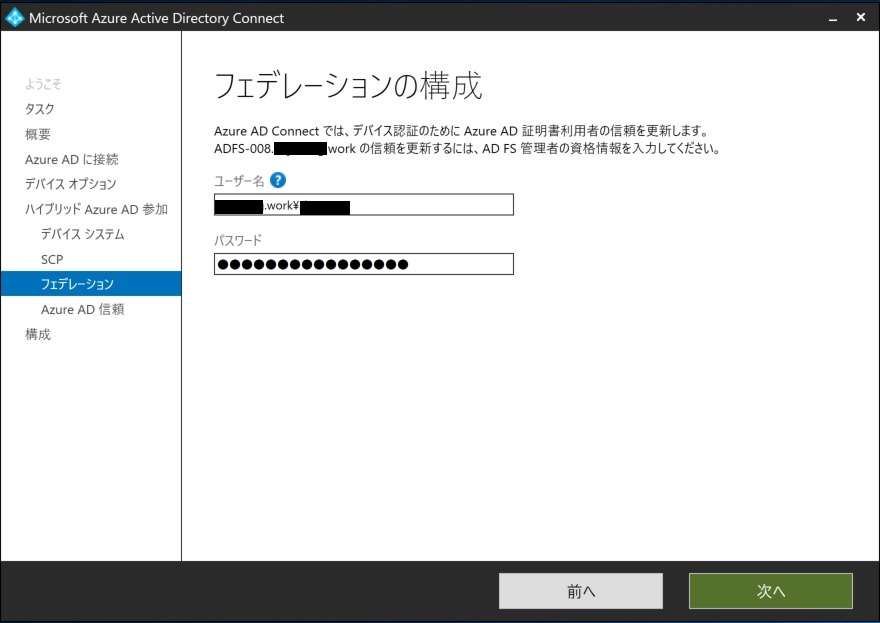 Microsoft Azure Active Directory Connect
ようこそ
タスク
概要
Azure AD に接続
デバイス オプション
ハイブリッド Azure AD 参加
デバイス システム
SCP
フェデレーション
Azure AD 信頼
構成
フェデレーションの構成
Azure AD Connect では、デバイス認証のために Azure AD 証明書利用者の信頼を更新します。
ADFS-008.work の信頼を更新するには、AD FS 管理者の資格情報を入力してください。
ユーザー名 ?
.work¥
パスワード
●●●●●●●●●●●●●●●●
前へ
次へ